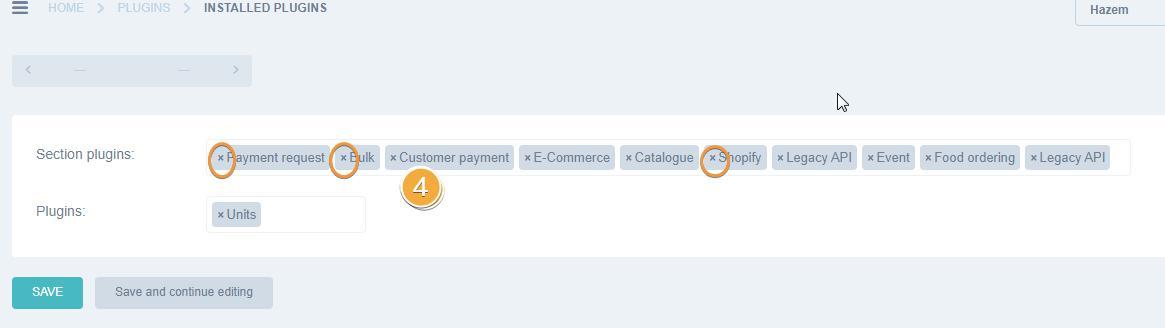 HOME > PLUGINS > INSTALLED PLUGINS
Hazem
Section plugins: ×Payment request ×Bulk ×Customer payment ×E-Commerce ×Catalogue ×Shopify ×Legacy API ×Event ×Food ordering ×Legacy API
4
Plugins: ×Units
SAVE Save and continue editing